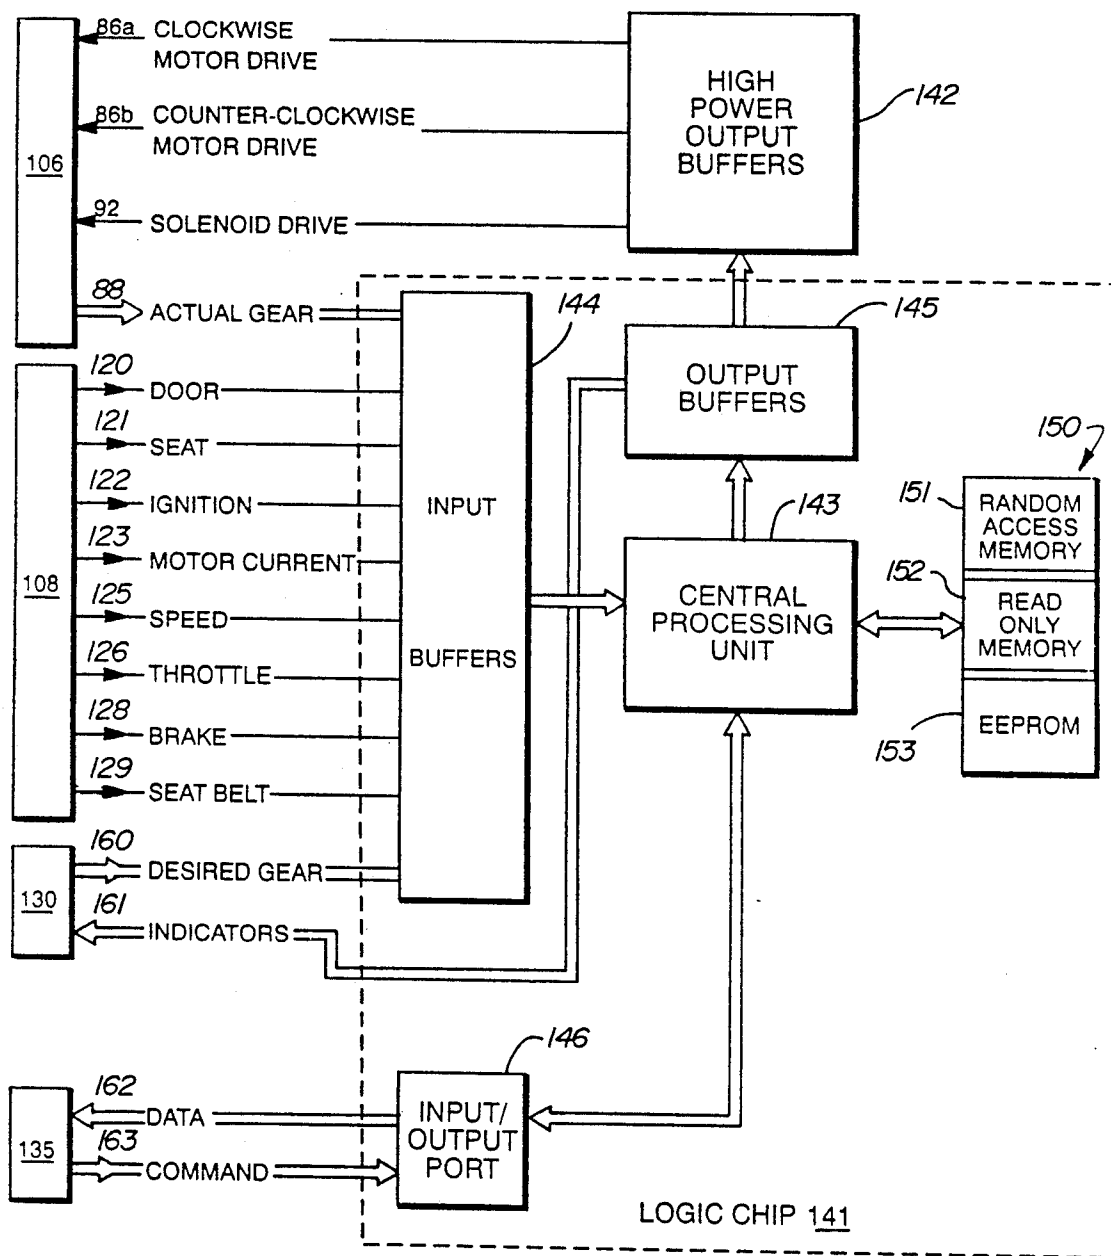 86a CLOCKWISE
MOTOR DRIVE
86b COUNTER-CLOCKWISE
MOTOR DRIVE
106
92 SOLENOID DRIVE
88 ACTUAL GEAR
HIGH
POWER
OUTPUT
BUFFERS
142
144
145
OUTPUT
BUFFERS
120 DOOR
121 SEAT
122 IGNITION
123 MOTOR CURRENT
108
125 SPEED
126 THROTTLE
128 BRAKE
129 SEAT BELT
INPUT
BUFFERS
143
CENTRAL
PROCESSING
UNIT
150
151
RANDOM
ACCESS
MEMORY
152
READ
ONLY
MEMORY
153
EEPROM
160 DESIRED GEAR
130
161 INDICATORS
146
INPUT/
OUTPUT
PORT
162 DATA
135
163 COMMAND
LOGIC CHIP 141